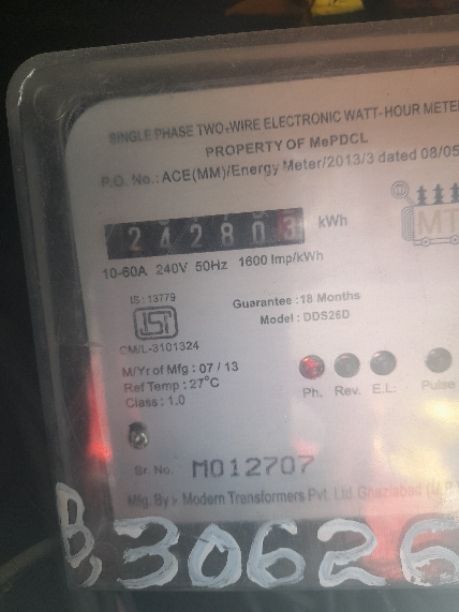 SINGLE PHASE TWO-WIRE ELECTRONIC WATT-HOUR METE
PROPERTY OF MePDCL
P.O. No.: ACE(MM)/Energy Meter/2013/3 dated 08/05
242803 kWh
10-60A 240V 50Hz 1600 Imp/kWh
IS : 13779
Guarantee : 18 Months
Model : DDS26D
ISI
CM/L-3101324
M/Yr of Mfg : 07 / 13
Ref Temp : 27°C
Class : 1.0
Ph. Rev. E.L. Pulse
MT
Sr. No. M012707
Mfg. By :- Modern Transformers Pvt. Ltd. Ghaziabad (U.P.
B, 30626